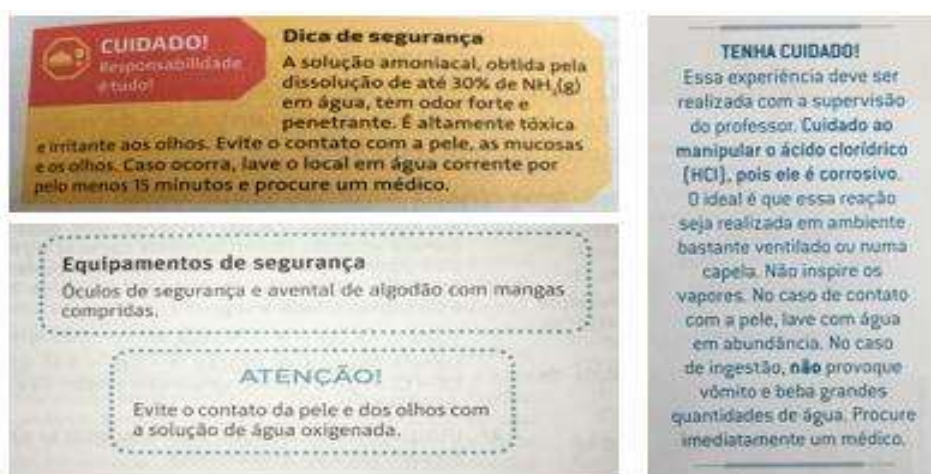 CUIDADO!
Responsabilidade
é tudo!
Dica de segurança
A solução amoniacal, obtida pela
dissolução de até 30% de NH₃(g)
em água, tem odor forte e
penetrante. É altamente tóxica
e irritante aos olhos. Evite o contato com a pele, as mucosas
e os olhos. Caso ocorra, lave o local em água corrente por
pelo menos 15 minutos e procure um médico.
Equipamentos de segurança
Óculos de segurança e avental de algodão com mangas
compridas.
ATENÇÃO!
Evite o contato da pele e dos olhos com
a solução de água oxigenada.
TENHA CUIDADO!
Essa experiência deve ser
realizada com a supervisão
do professor. Cuidado ao
manipular o ácido clorídrico
(HCl), pois ele é corrosivo.
O ideal é que essa reação
seja realizada em ambiente
bastante ventilado ou numa
capela. Não inspire os
vapores. No caso de contato
com a pele, lave com água
em abundância. No caso
de ingestão, não provoque
vômito e beba grandes
quantidades de água. Procure
imediatamente um médico.